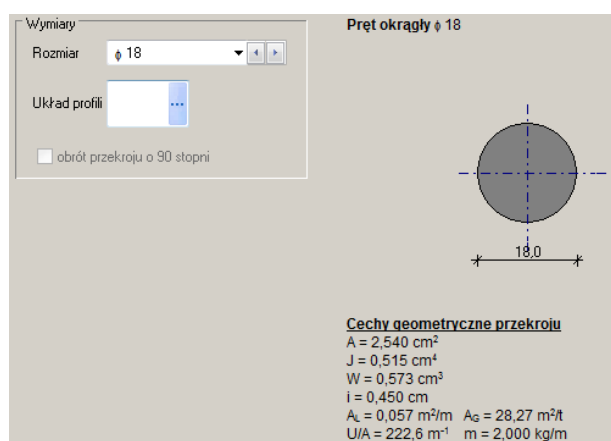 Wymiary
Rozmiar ϕ 18
Układ profili ...
obrót przekroju o 90 stopni
Pręt okrągły ϕ 18
18,0
Cechy geometryczne przekroju
A = 2,540 cm²
J = 0,515 cm⁴
W = 0,573 cm³
i = 0,450 cm
A_L = 0,057 m²/m A_G = 28,27 m²/t
U/A = 222,6 m⁻¹ m = 2,000 kg/m